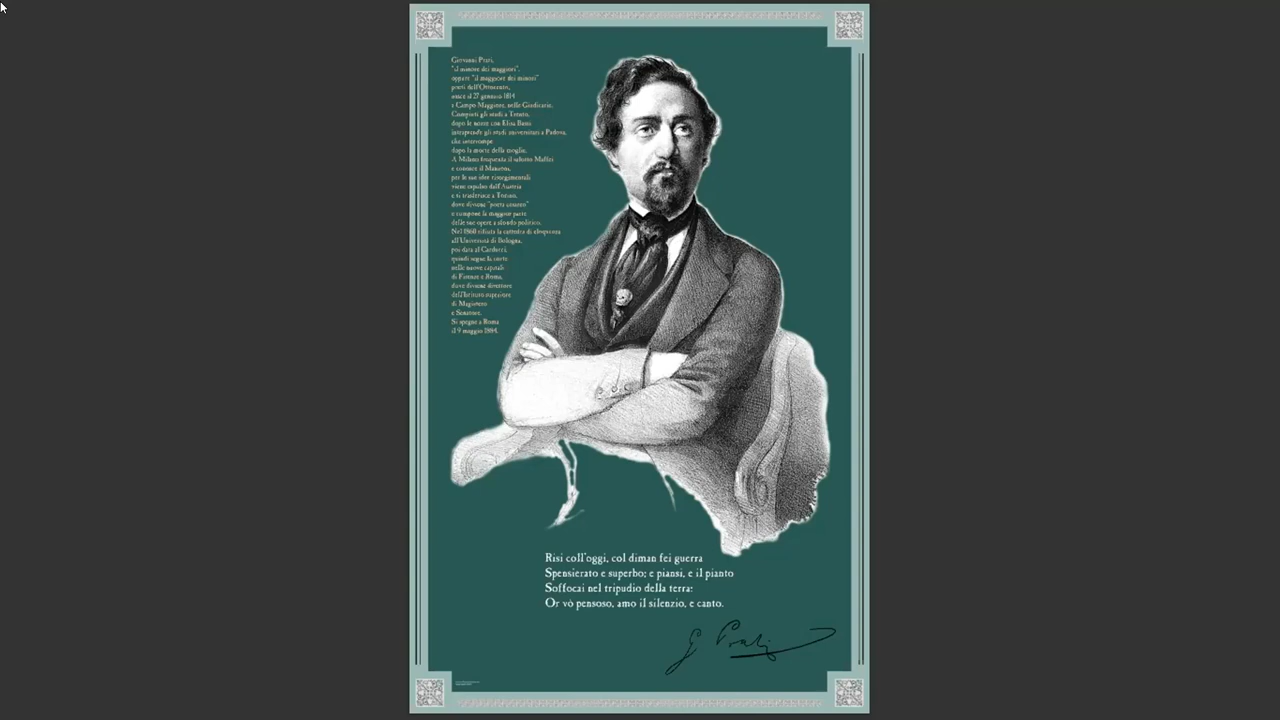 Giovanni Prati,
"il minore dei maggiori",
oppure "il maggiore dei minori"
poeti dell'Ottocento,
nasce il 27 gennaio 1814
a Campo Maggiore, nelle Giudicarie.
Compiuti gli studi a Trento,
dopo le nozze con Elisa Bassi
intraprende gli studi universitari a Padova,
che interrompe
dopo la morte della moglie.
A Milano frequenta il salotto Maffei
e conosce il Manzoni,
per le sue idee risorgimentali
viene espulso dall'Austria
e si trasferisce a Torino,
dove diviene "poeta cesareo"
e compone la maggior parte
delle sue opere a sfondo politico.
Nel 1860 rifiuta la cattedra di eloquenza
all'Università di Bologna,
poi data al Carducci,
quindi segue la corte
nelle nuove capitali
di Firenze e Roma,
dove diviene direttore
dell'Istituto superiore
di Magistero
e Senatore.
Si spegne a Roma
il 9 maggio 1884.
Risi coll'oggi, col diman fei guerra
Spensierato e superbo; e piansi, e il pianto
Soffocai nel tripudio della terra:
Or vò pensoso, amo il silenzio, e canto.
G Prati